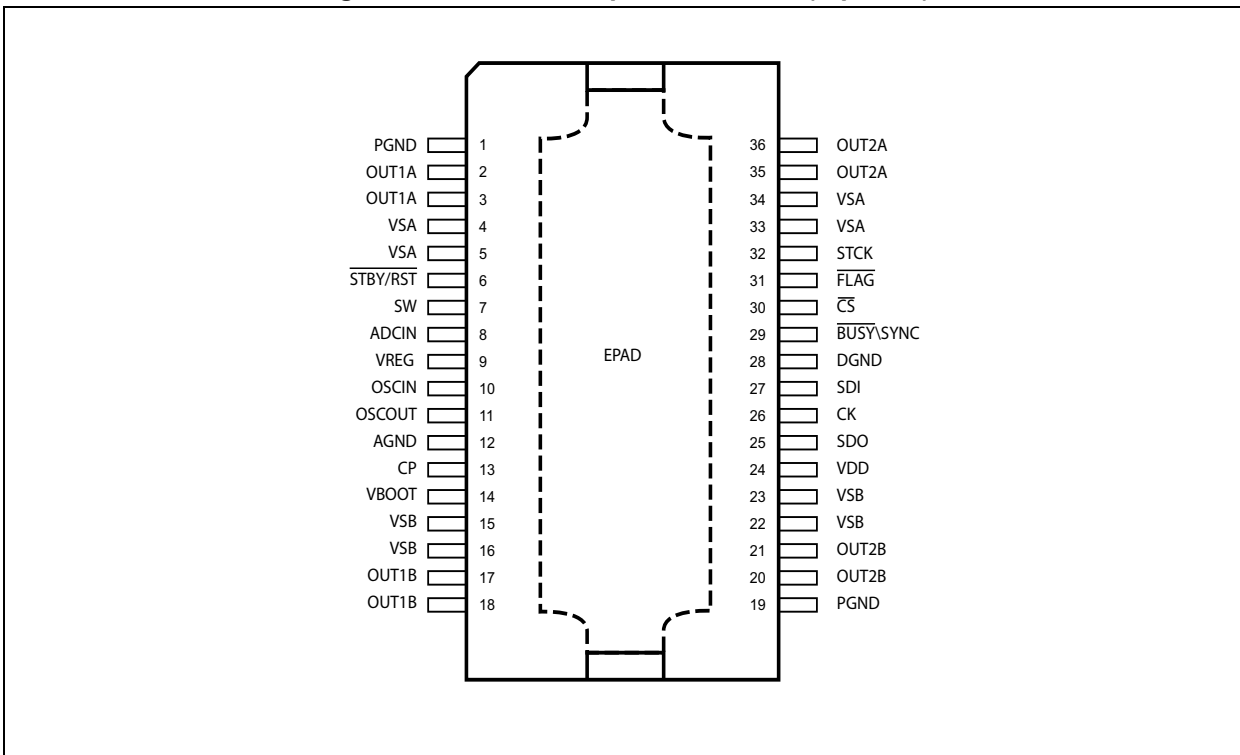 PGND 1
OUT1A 2
OUT1A 3
VSA 4
VSA 5
STBY/RST 6
SW 7
ADCIN 8
VREG 9
OSCIN 10
OSCOUT 11
AGND 12
CP 13
VBOOT 14
VSB 15
VSB 16
OUT1B 17
OUT1B 18
EPAD
36 OUT2A
35 OUT2A
34 VSA
33 VSA
32 STCK
31 FLAG
30 CS
29 BUSY\SYNC
28 DGND
27 SDI
26 CK
25 SDO
24 VDD
23 VSB
22 VSB
21 OUT2B
20 OUT2B
19 PGND